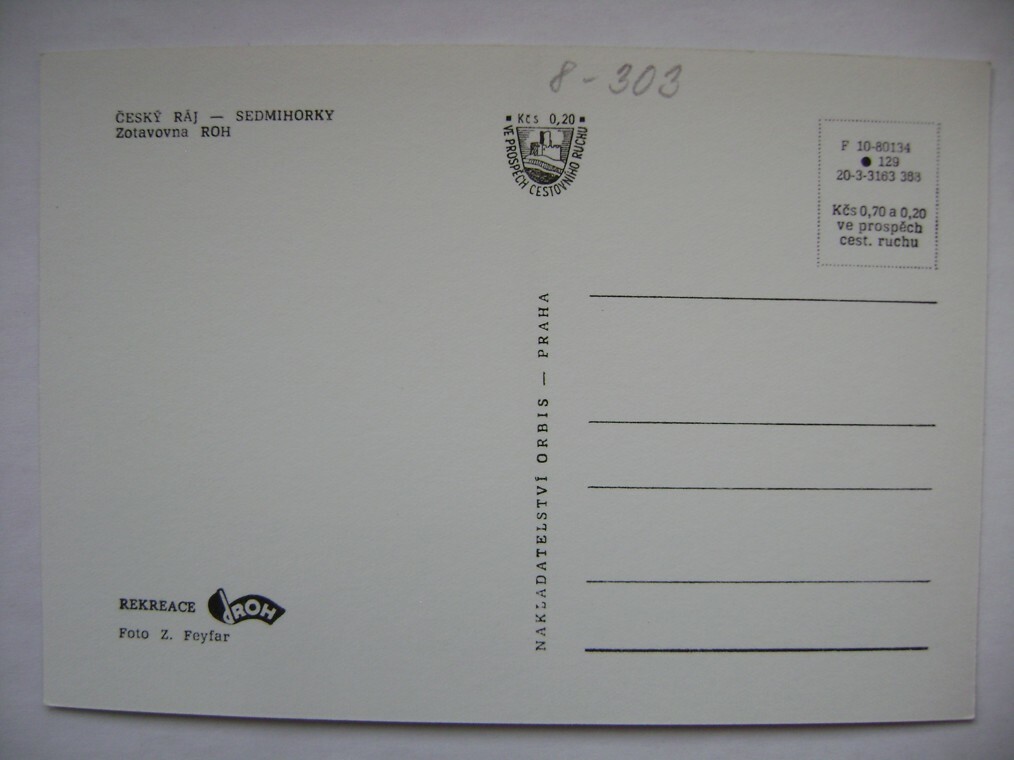 8-303
ČESKÝ RÁJ — SEDMIHORKY
Zotavovna ROH
Kčs 0,20
VE PROSPĚCH CESTOVNÍHO RUCHU
F 10-80134
● 129
20-3-3163 383
Kčs 0,70 a 0,20
ve prospěch
cest. ruchu
NAKLADATELSTVÍ ORBIS — PRAHA
REKREACE ROH
Foto Z. Feyfar